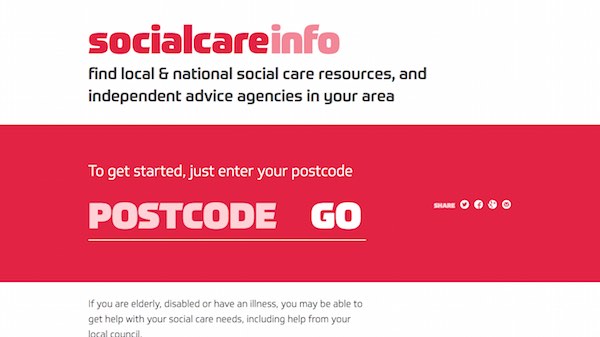 socialcareinfo
find local & national social care resources, and
independent advice agencies in your area
To get started, just enter your postcode
POSTCODE GO
SHARE
If you are elderly, disabled or have an illness, you may be able to
get help with your social care needs, including help from your
local council.